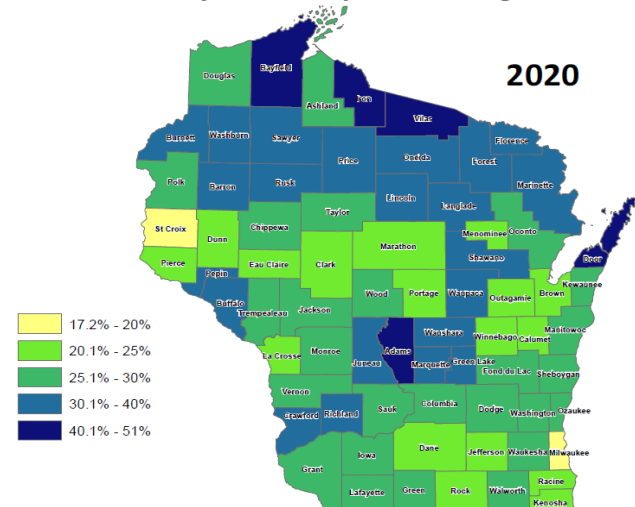 2020
Douglas
Bayfield
Ashland
Iron
Vilas
Burnett
Washburn
Sawyer
Price
Oneida
Forest
Florence
Marinette
Polk
Barron
Rusk
Lincoln
Langlade
Taylor
St Croix
Dunn
Chippewa
Marathon
Menominee
Oconto
Door
Pierce
Pepin
Eau Claire
Clark
Shawano
Kewaunee
Buffalo
Trempealeau
Jackson
Wood
Portage
Waupaca
Outagamie
Brown
La Crosse
Monroe
Juneau
Adams
Waushara
Marquette
Green Lake
Winnebago
Calumet
Manitowoc
Fond du Lac
Sheboygan
Vernon
Crawford
Richland
Sauk
Columbia
Dodge
Washington
Ozaukee
Grant
Iowa
Dane
Jefferson
Waukesha
Milwaukee
Lafayette
Green
Rock
Walworth
Racine
Kenosha
17.2% - 20%
20.1% - 25%
25.1% - 30%
30.1% - 40%
40.1% - 51%